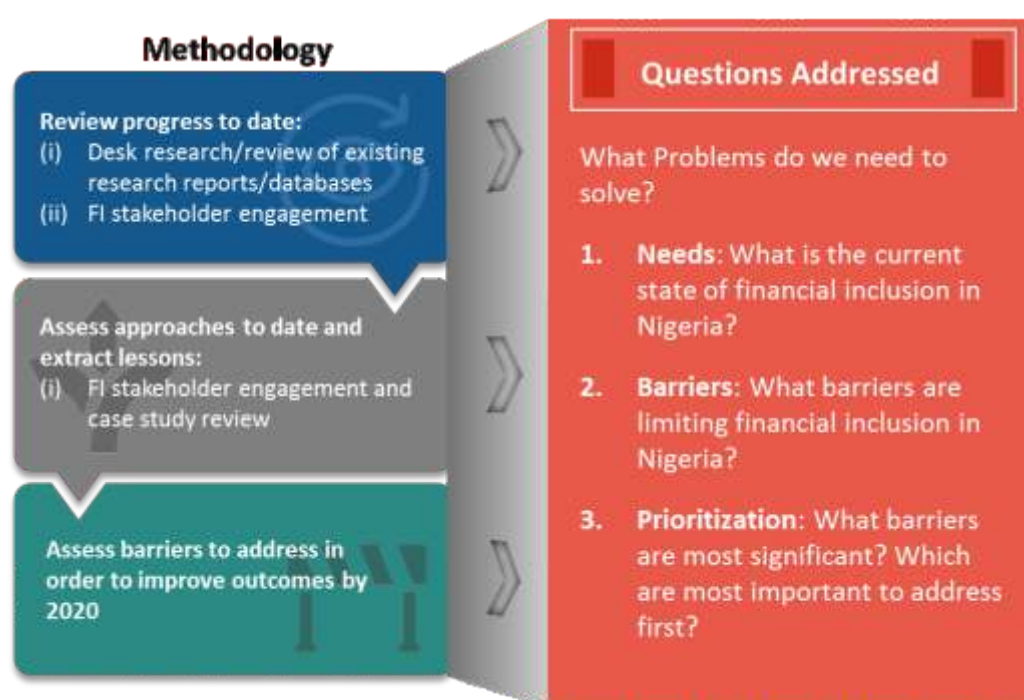 Methodology
Review progress to date:
(i) Desk research/review of existing
research reports/databases
(ii) FI stakeholder engagement
Assess approaches to date and
extract lessons:
(i) FI stakeholder engagement and
case study review
Assess barriers to address in
order to improve outcomes by
2020
Questions Addressed
What Problems do we need to
solve?
1. Needs: What is the current
state of financial inclusion in
Nigeria?
2. Barriers: What barriers are
limiting financial inclusion in
Nigeria?
3. Prioritization: What barriers
are most significant? Which
are most important to address
first?